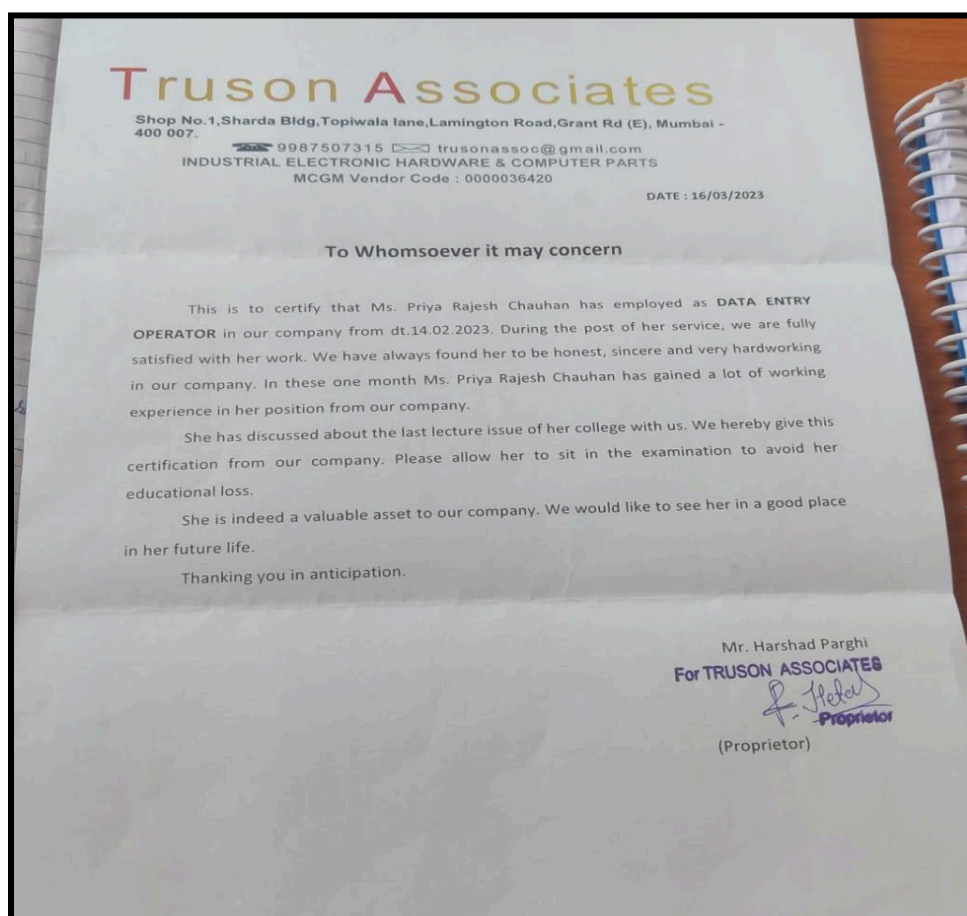 Truson Associates
Shop No.1,Sharda Bldg,Topiwala lane,Lamington Road,Grant Rd (E), Mumbai -
400 007.
9987507315 trusonassoc@gmail.com
INDUSTRIAL ELECTRONIC HARDWARE & COMPUTER PARTS
MCGM Vendor Code : 0000036420
DATE : 16/03/2023
To Whomsoever it may concern
This is to certify that Ms. Priya Rajesh Chauhan has employed as DATA ENTRY
OPERATOR in our company from dt.14.02.2023. During the post of her service, we are fully
satisfied with her work. We have always found her to be honest, sincere and very hardworking
in our company. In these one month Ms. Priya Rajesh Chauhan has gained a lot of working
experience in her position from our company.
She has discussed about the last lecture issue of her college with us. We hereby give this
certification from our company. Please allow her to sit in the examination to avoid her
educational loss.
She is indeed a valuable asset to our company. We would like to see her in a good place
in her future life.
Thanking you in anticipation.
Mr. Harshad Parghi
For TRUSON ASSOCIATES
Proprietor
(Proprietor)